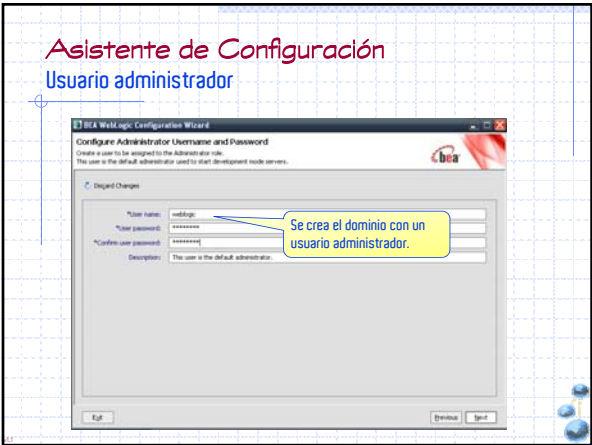 Asistente de Configuración
Usuario administrador
BEA WebLogic Configuration Wizard
Configure Administrator Username and Password
Create a user to be assigned to the Administrator role.
This user is the default administrator used to start development mode servers.
bea
Discard Changes
*User name: weblogic
*User password: ********
*Confirm user password: ********
Description: This user is the default administrator.
Se crea el dominio con un
usuario administrador.
Exit
Previous
Next